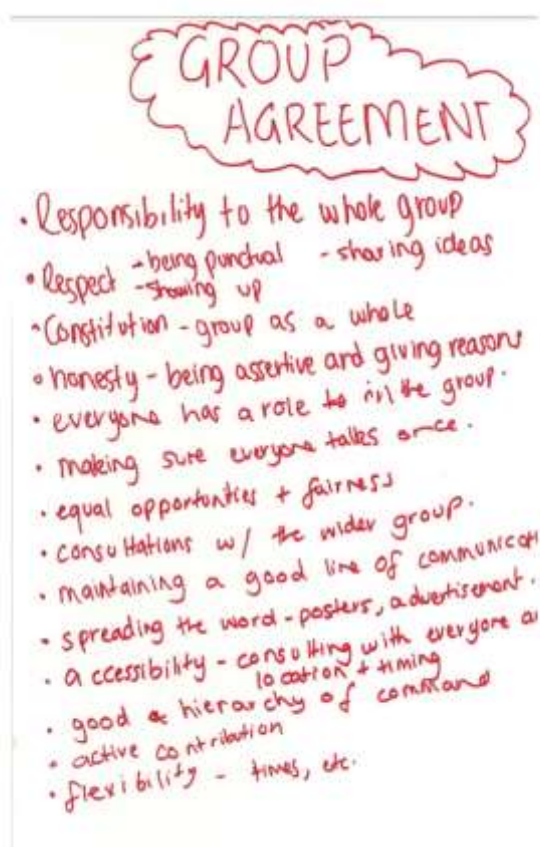 GROUP
AGREEMENT
• Responsibility to the whole group
• Respect - being punctual - sharing ideas
- showing up
• Constitution - group as a whole
• honesty - being assertive and giving reasons
• everyone has a role in the group.
• making sure everyone talks once.
• equal opportunties + fairness
• consultations w/ the wider group.
• maintaining a good line of communicati
• spreading the word - posters, advertisement.
• accessibility - consulting with everyone a
location + timing
• good hierarchy of command
• active contribution
• flexibility - times, etc.